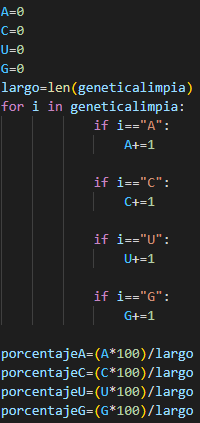 A=0
C=0
U=0
G=0
largo=len(geneticalimpia)
for i in geneticalimpia:
            if i=="A":
                A+=1

            if i=="C":
                C+=1

            if i=="U":
                U+=1

            if i=="G":
                G+=1

porcentajeA=(A*100)/largo
porcentajeC=(C*100)/largo
porcentajeU=(U*100)/largo
porcentajeG=(G*100)/largo